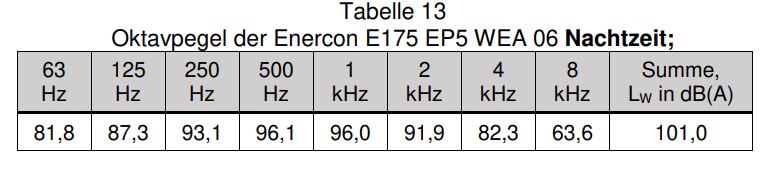 Tabelle 13
Oktavpegel der Enercon E175 EP5 WEA 06 Nachtzeit;
63 Hz 125 Hz 250 Hz 500 Hz 1 kHz 2 kHz 4 kHz 8 kHz Summe, LW in dB(A)
81,8 87,3 93,1 96,1 96,0 91,9 82,3 63,6 101,0